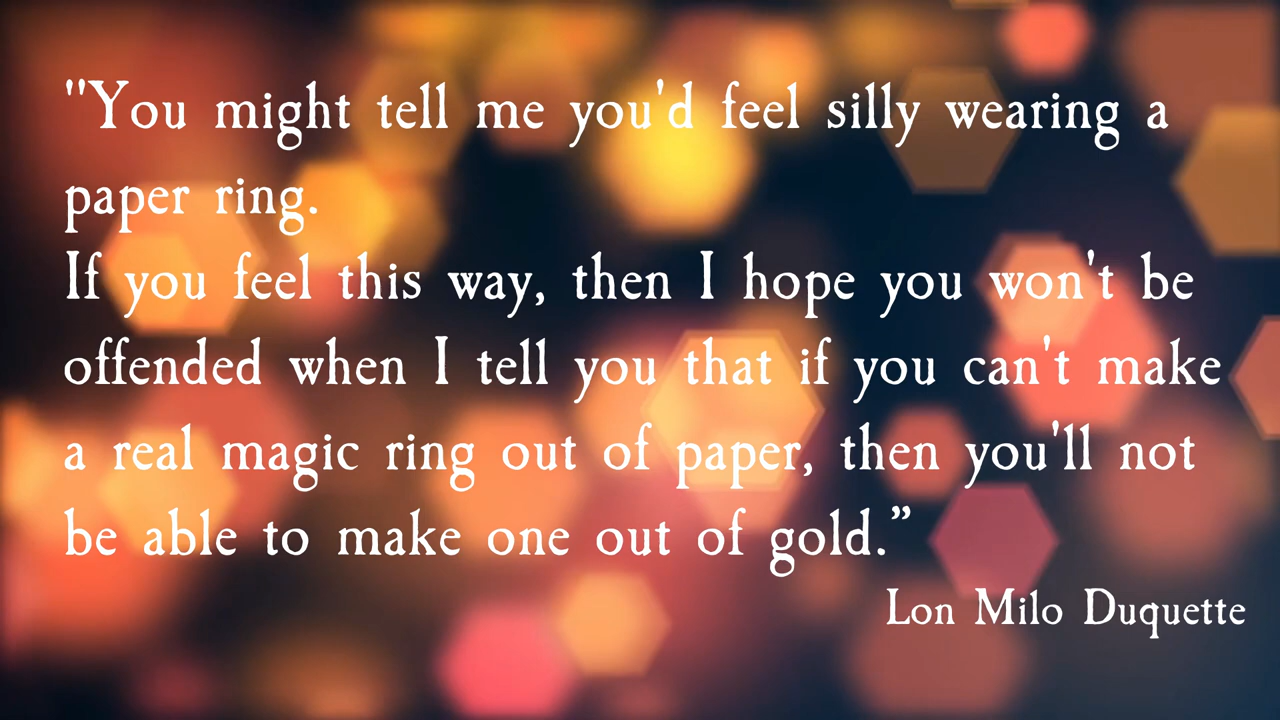 "You might tell me you'd feel silly wearing a
paper ring.
If you feel this way, then I hope you won't be
offended when I tell you that if you can't make
a real magic ring out of paper, then you'll not
be able to make one out of gold.”
Lon Milo Duquette